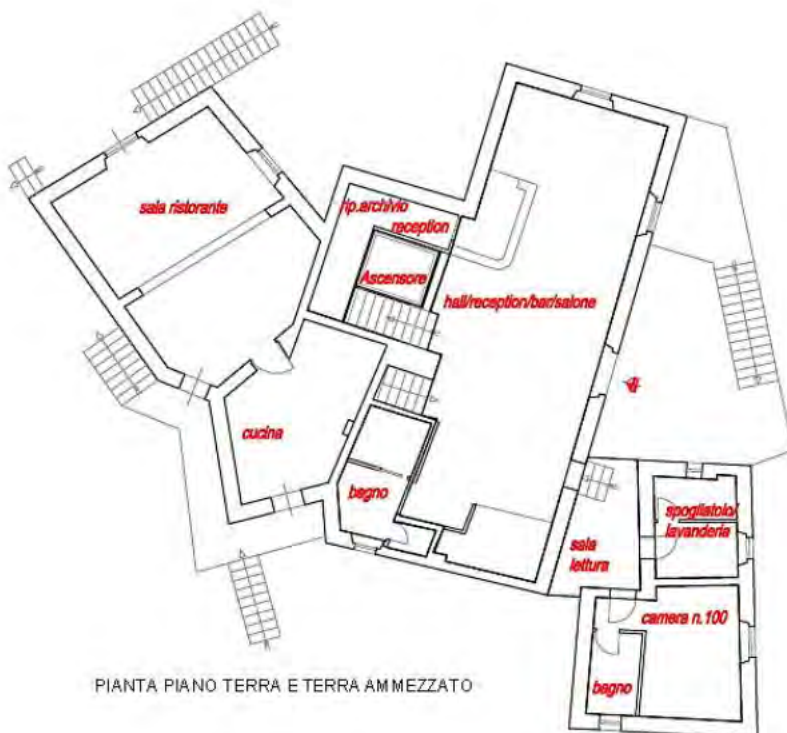 sala ristorante
rip.archivio
reception
Ascensore
hall/reception/bar/salone
cucina
bagno
spogliatoio/
lavanderia
sala
lettura
camera n.100
bagno
PIANTA PIANO TERRA E TERRA AMMEZZATO